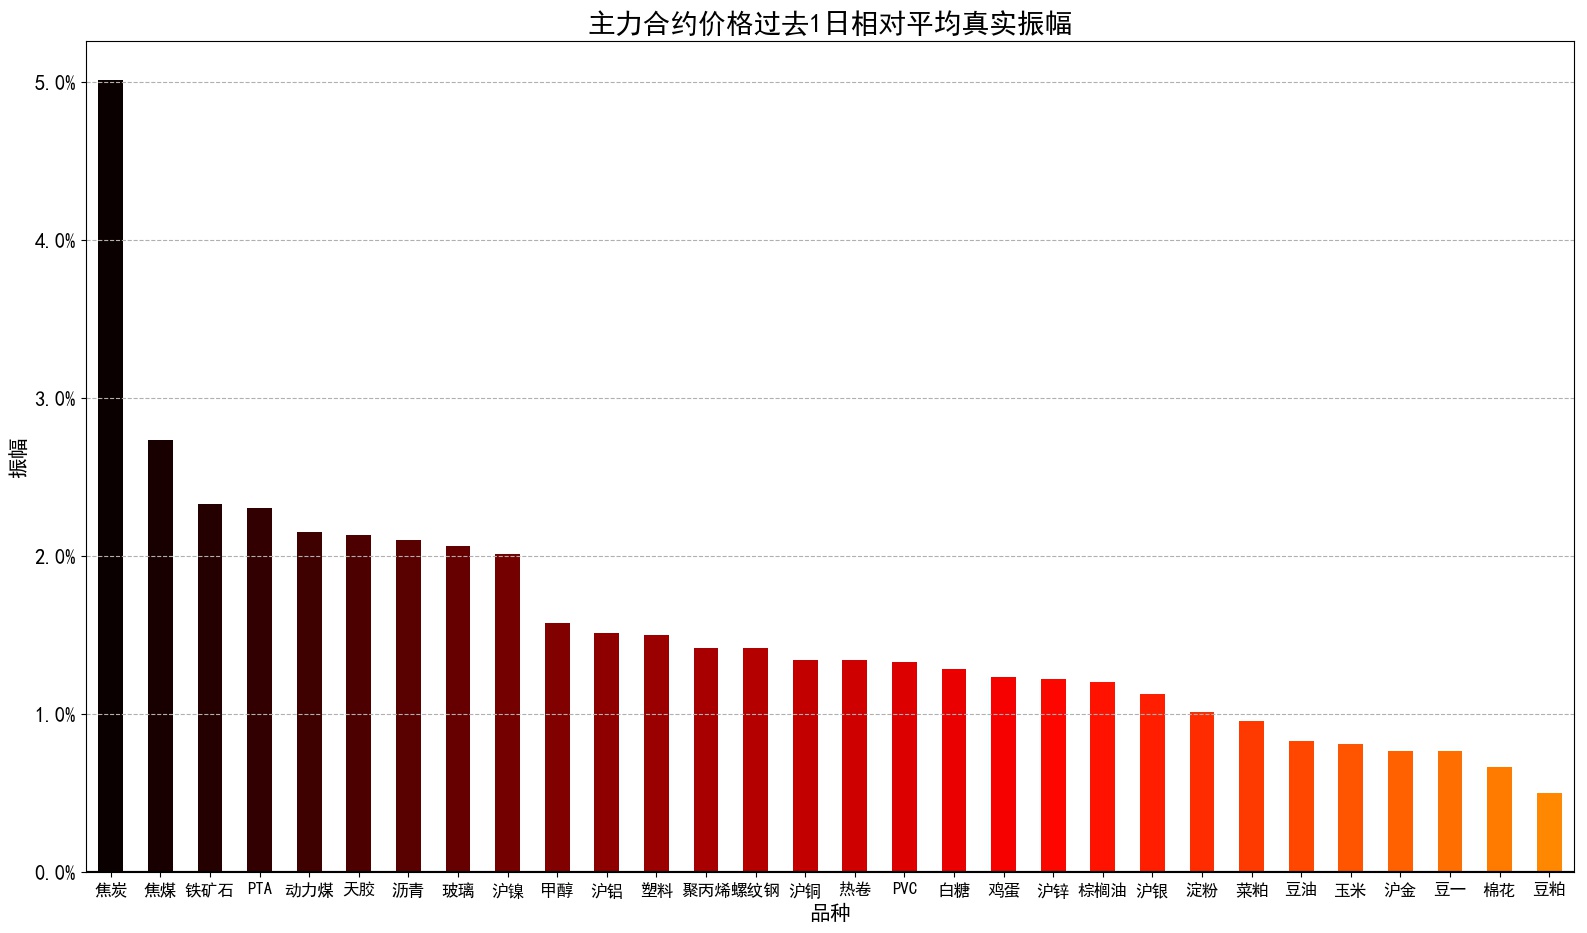 主力合约价格过去1日相对平均真实振幅
5.0%
4.0%
3.0%
2.0%
1.0%
0.0%
振幅
焦炭 焦煤 铁矿石 PTA 动力煤 天胶 沥青 玻璃 沪镍 甲醇 沪铝 塑料 聚丙烯 螺纹钢 沪铜 热卷 PVC 白糖 鸡蛋 沪锌 棕榈油 沪银 淀粉 菜粕 豆油 玉米 沪金 豆一 棉花 豆粕
品种